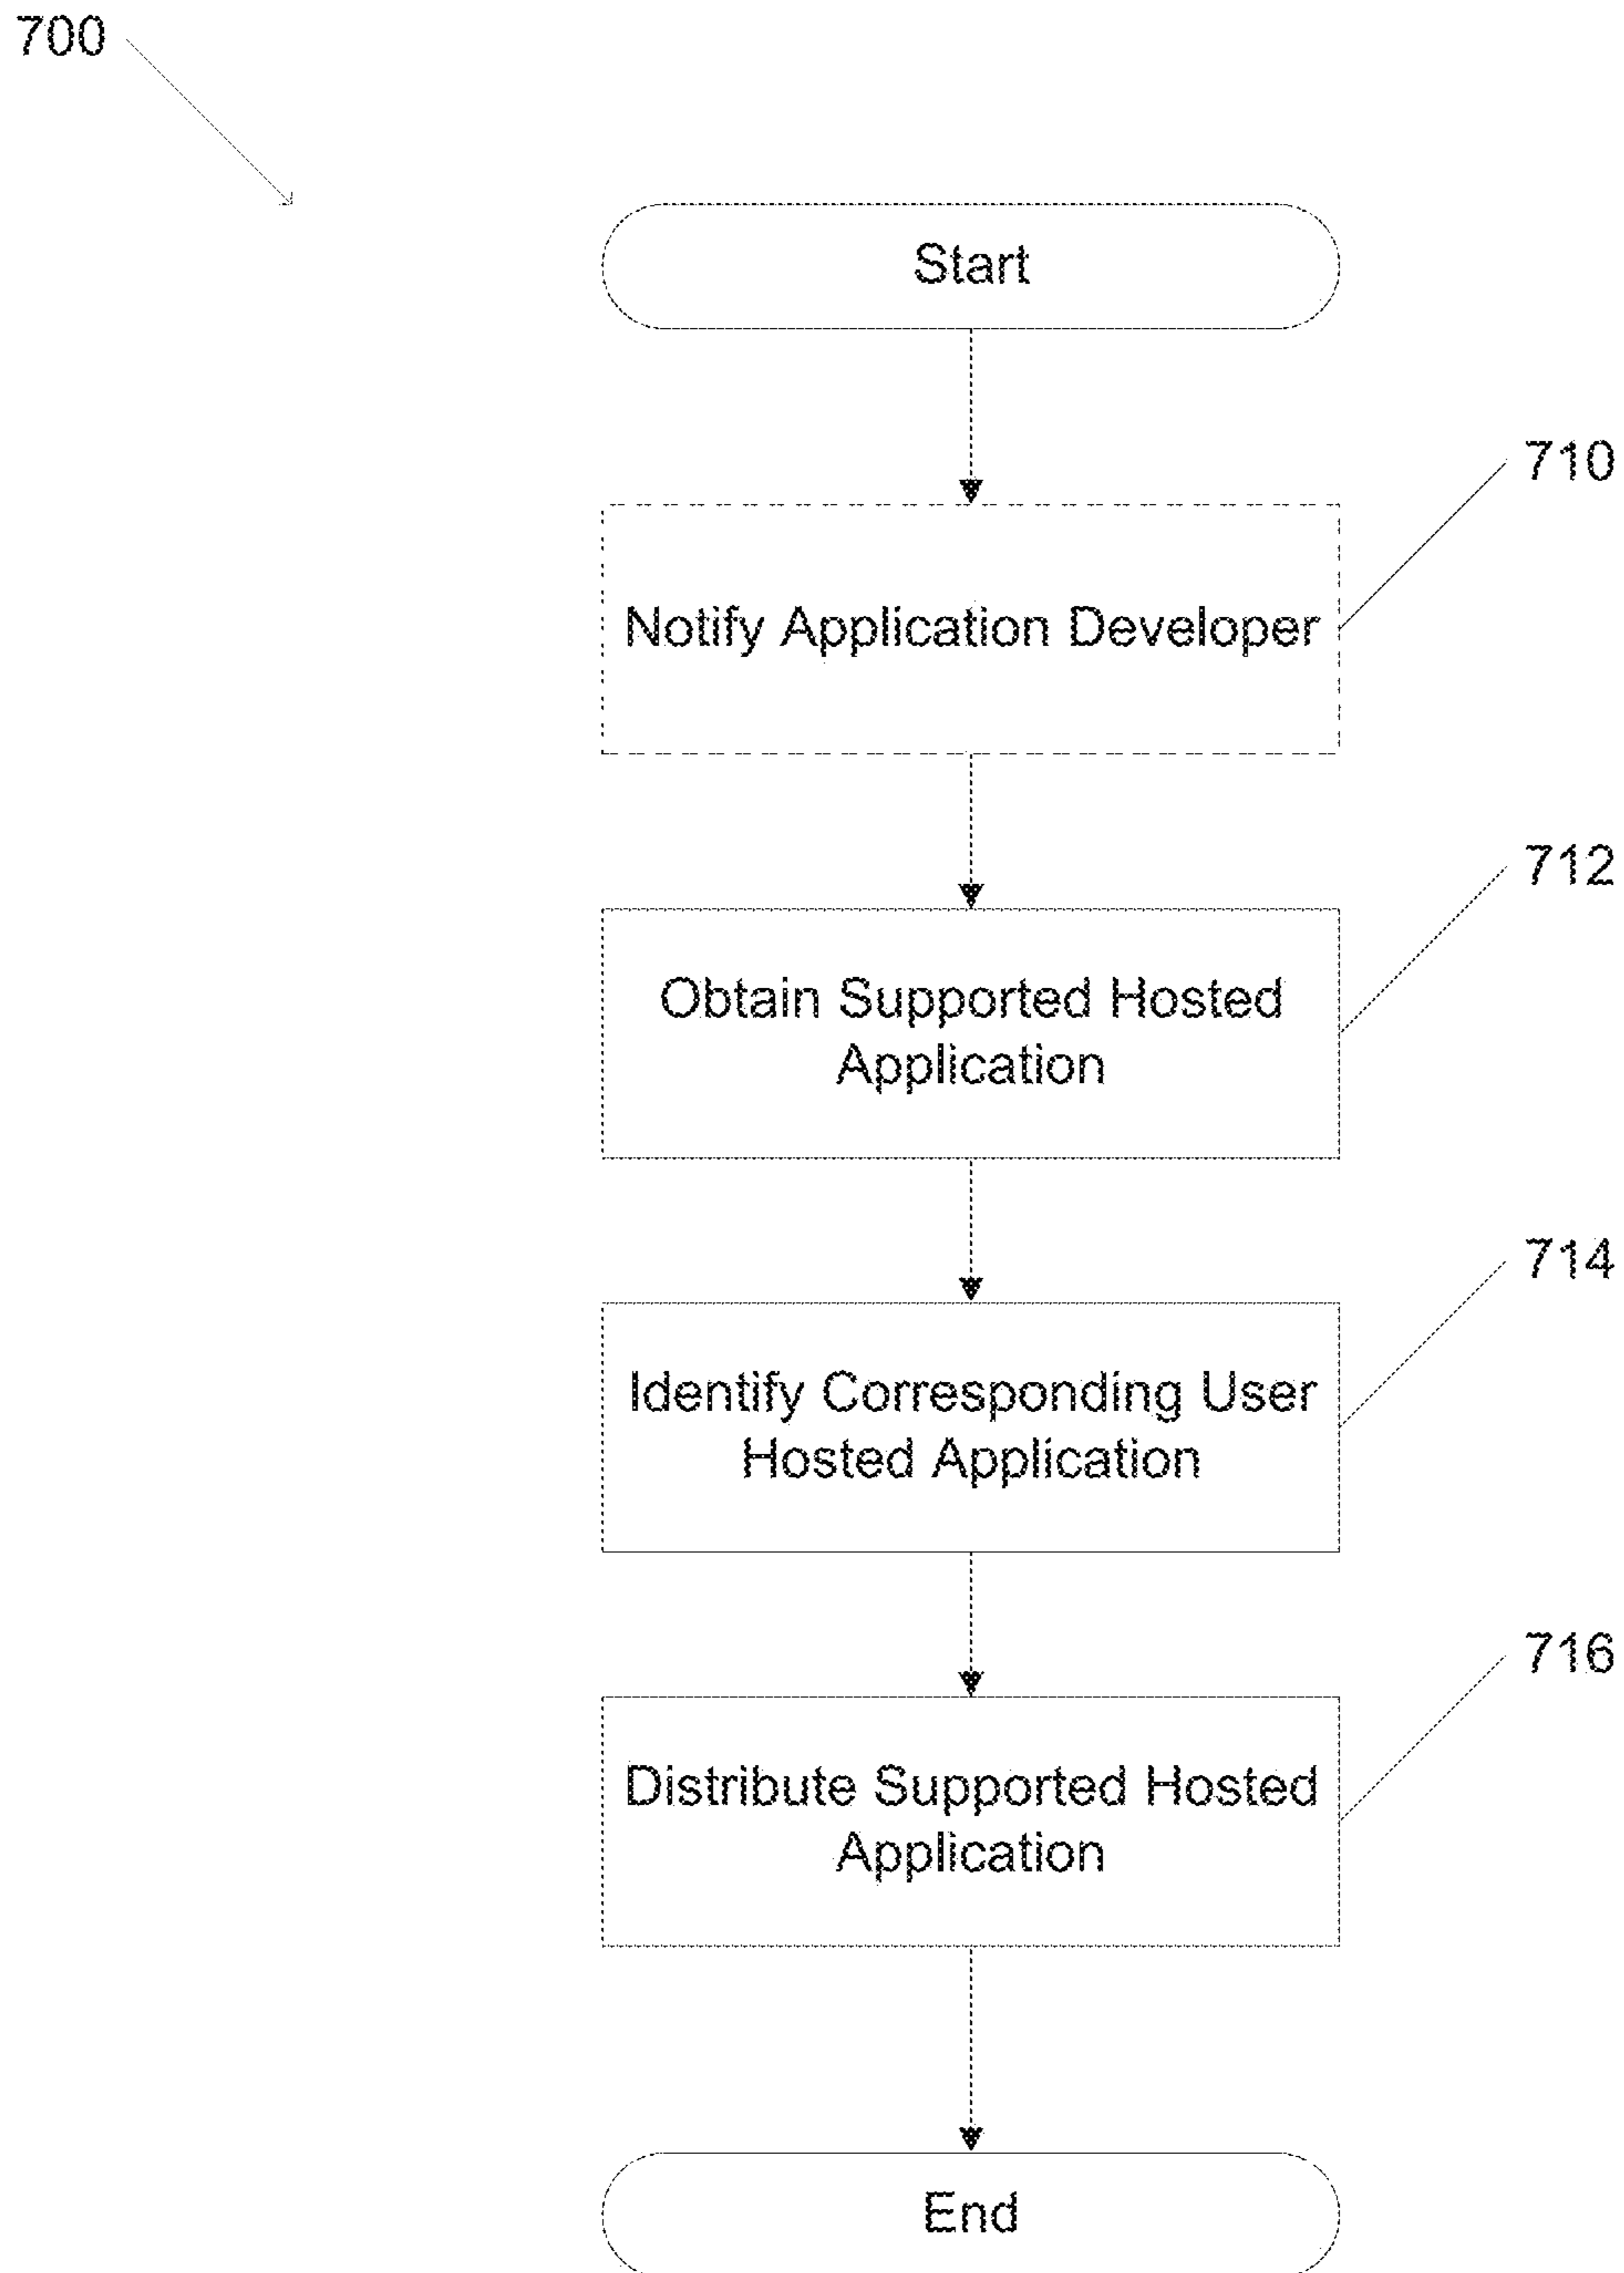 700
Start
710
Notify Application Developer
712
Obtain Supported Hosted
Application
714
Identify Corresponding User
Hosted Application
716
Distribute Supported Hosted
Application
End